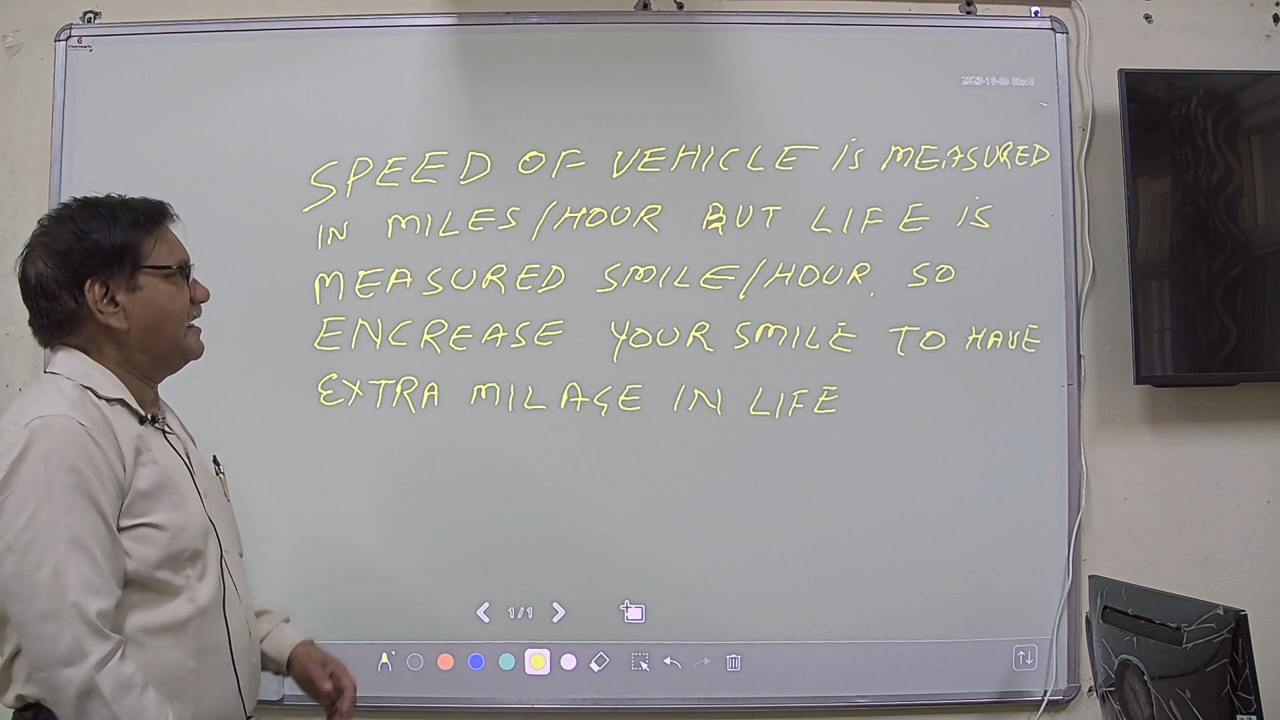 SPEED OF VEHICLE iS MEASURED
IN MILES/HOUR BUT LIFE iS
MEASURED SMILE/HOUR. SO
ENCREASE YOUR SMILE TO HAVE
EXTRA MILAGE IN LIFE
1/1